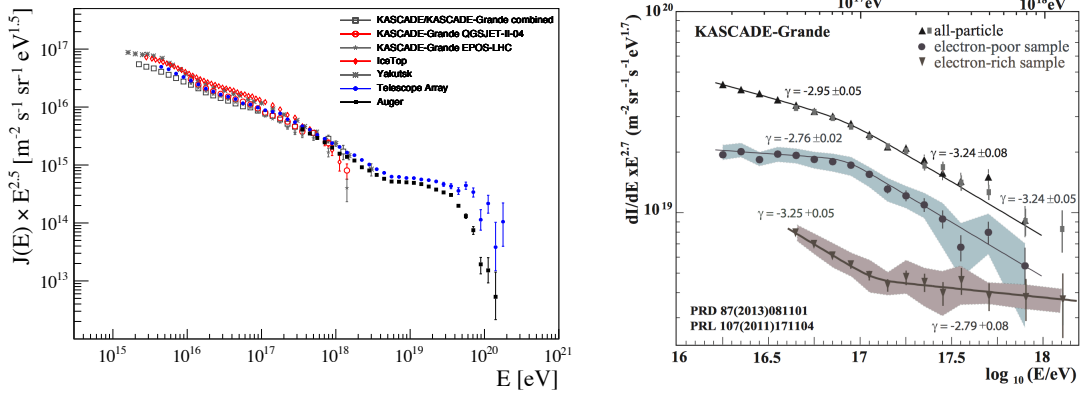 KASCADE/KASCADE-Grande combined
KASCADE-Grande QGSJET-II-04
KASCADE-Grande EPOS-LHC
IceTop
Yakutsk
Telescope Array
Auger
J(E) × E^2.5 [m^-2 s^-1 sr^-1 eV^1.5]
10^17
10^16
10^15
10^14
10^13
10^15 10^16 10^17 10^18 10^19 10^20 10^21
E [eV]
10^17eV 10^18eV
10^20
KASCADE-Grande
all-particle
electron-poor sample
electron-rich sample
dI/dE xE^2.7 (m^-2 sr^-1 s^-1 eV^1.7)
γ = -2.95±0.05
γ = -2.76±0.02
γ = -3.24±0.08
γ = -3.24±0.05
10^19
γ = -3.25±0.05
PRD 87(2013)081101
PRL 107(2011)171104
γ = -2.79±0.08
16 16.5 17 17.5 18
log 10 (E/eV)